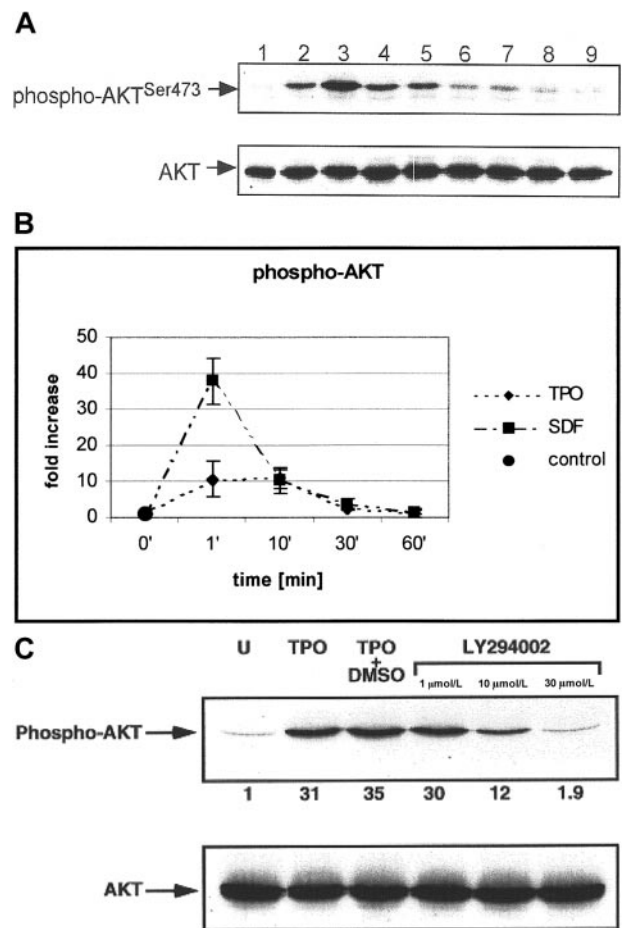 A
1 2 3 4 5 6 7 8 9
phospho-AKTSer473
AKT
B
phospho-AKT
50
40
30
20
10
0
fold increase
0' 1' 10' 30' 60'
time [min]
TPO
SDF
control
C
U TPO TPO + DMSO LY294002
1 µmol/L 10 µmol/L 30 µmol/L
Phospho-AKT
1 31 35 30 12 1.9
AKT